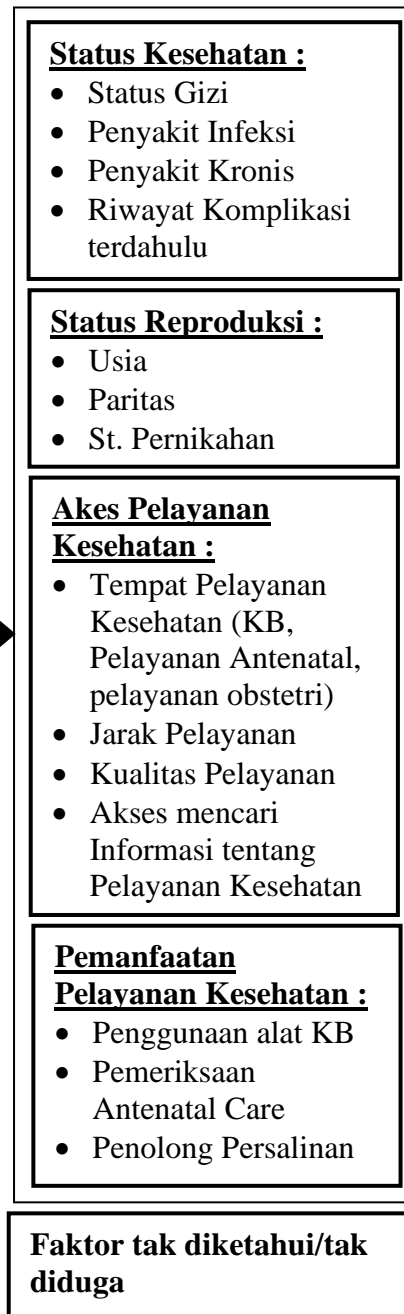 Status Kesehatan :
• Status Gizi
• Penyakit Infeksi
• Penyakit Kronis
• Riwayat Komplikasi
terdahulu
Status Reproduksi :
• Usia
• Paritas
• St. Pernikahan
Akes Pelayanan
Kesehatan :
• Tempat Pelayanan
Kesehatan (KB,
Pelayanan Antenatal,
pelayanan obstetri)
• Jarak Pelayanan
• Kualitas Pelayanan
• Akses mencari
Informasi tentang
Pelayanan Kesehatan
Pemanfaatan
Pelayanan Kesehatan :
• Penggunaan alat KB
• Pemeriksaan
Antenatal Care
• Penolong Persalinan
Faktor tak diketahui/tak
diduga